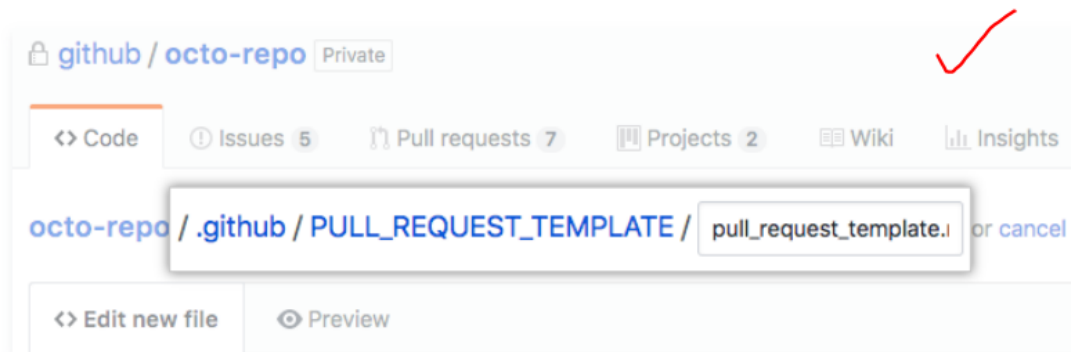 github / octo-repo Private
<> Code Issues 5 Pull requests 7 Projects 2 Wiki Insights
octo-repo / .github / PULL_REQUEST_TEMPLATE / pull_request_template. or cancel
<> Edit new file Preview